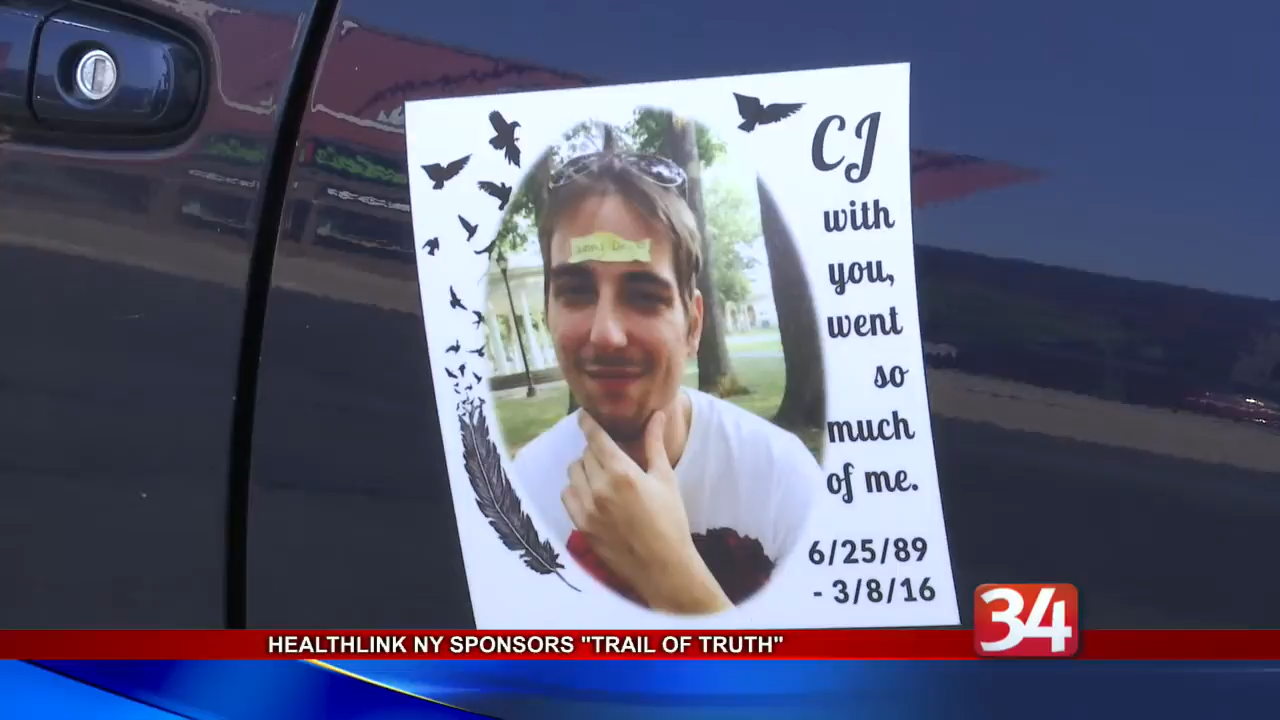 CJ
with
you,
went
so
much
of me.
6/25/89
- 3/8/16
34
HEALTHLINK NY SPONSORS "TRAIL OF TRUTH"